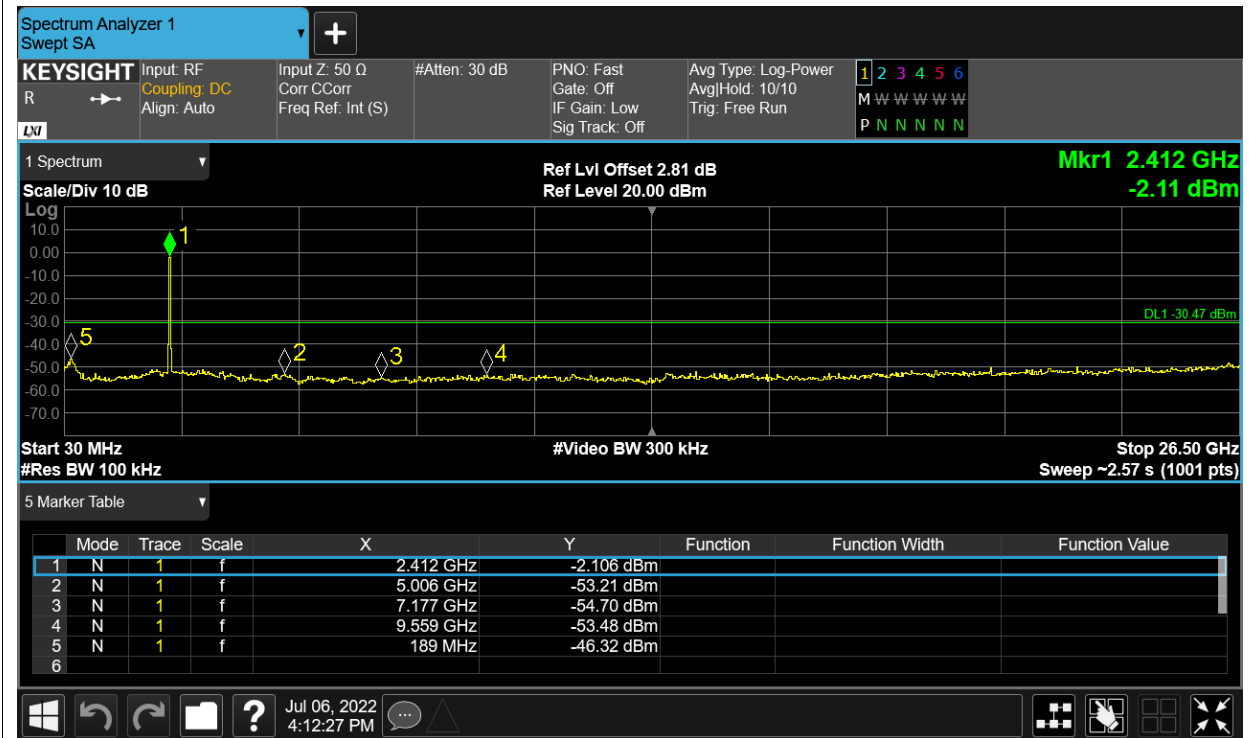 Spectrum Analyzer 1
Swept SA
+
KEYSIGHT
R
LXI
Input: RF
Coupling: DC
Align: Auto
Input Z: 50 Ω
Corr CCorr
Freq Ref: Int (S)
#Atten: 30 dB
PNO: Fast
Gate: Off
IF Gain: Low
Sig Track: Off
Avg Type: Log-Power
Avg|Hold: 10/10
Trig: Free Run
1 2 3 4 5 6
M W W W W W
P N N N N N
1 Spectrum
Scale/Div 10 dB
Ref Lvl Offset 2.81 dB
Ref Level 20.00 dBm
Mkr1 2.412 GHz
-2.11 dBm
Log
10.0
0.00
-10.0
-20.0
-30.0
-40.0
-50.0
-60.0
-70.0
1
DL1 -30.47 dBm
5
2
3
4
Start 30 MHz
#Video BW 300 kHz
Stop 26.50 GHz
#Res BW 100 kHz
Sweep ~2.57 s (1001 pts)
5 Marker Table
Mode Trace Scale X Y Function Function Width Function Value
1 N 1 f 2.412 GHz -2.106 dBm
2 N 1 f 5.006 GHz -53.21 dBm
3 N 1 f 7.177 GHz -54.70 dBm
4 N 1 f 9.559 GHz -53.48 dBm
5 N 1 f 189 MHz -46.32 dBm
6
?
Jul 06, 2022
4:12:27 PM